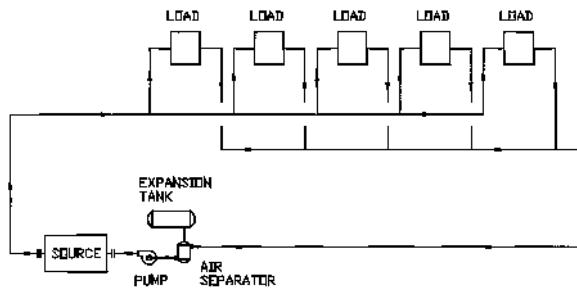 LOAD LOAD LOAD LOAD LOAD
EXPANSION
TANK
SOURCE
PUMP
AIR
SEPARATOR